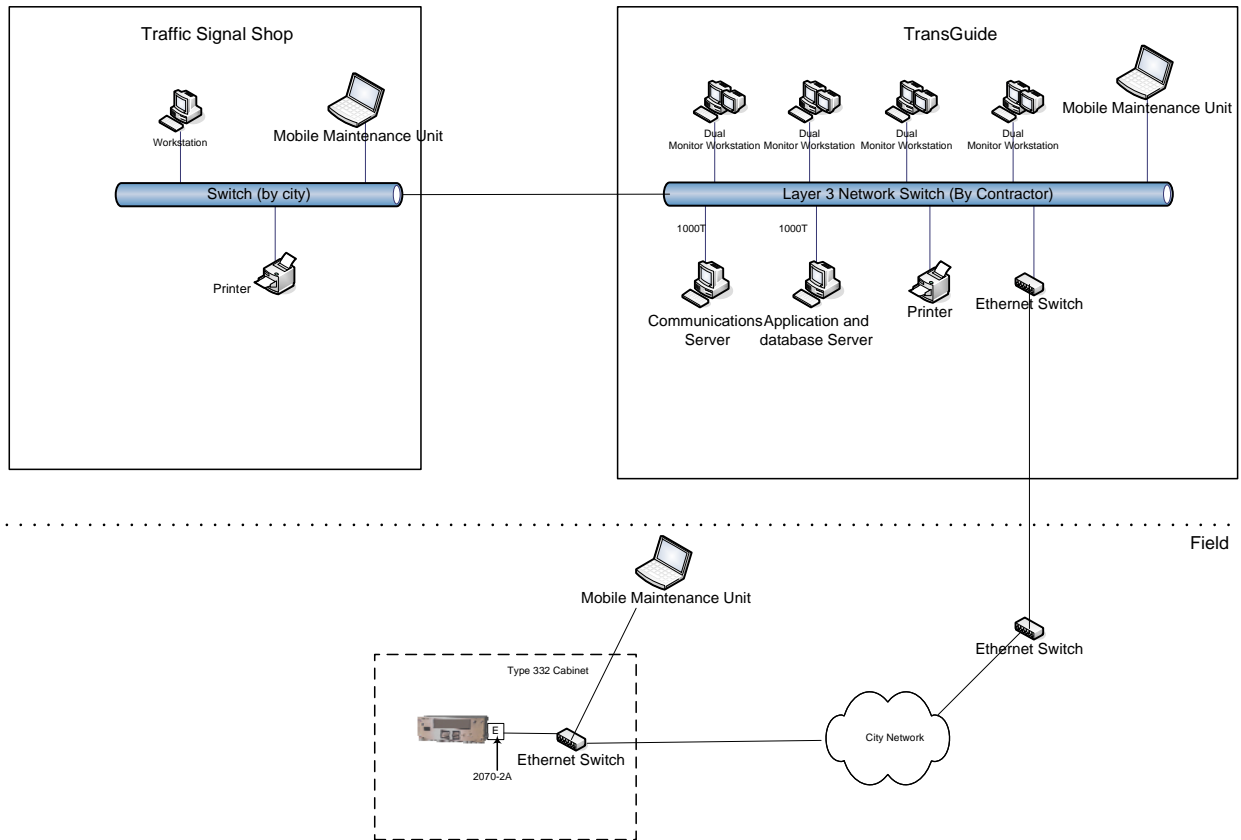 Traffic Signal Shop
TransGuide
Workstation
Mobile Maintenance Unit
Dual
Monitor Workstation
Dual
Monitor Workstation
Dual
Monitor Workstation
Dual
Monitor Workstation
Mobile Maintenance Unit
Switch (by city)
Layer 3 Network Switch (By Contractor)
1000T
1000T
Printer
Communications
Server
Application and
database Server
Printer
Ethernet Switch
Field
Mobile Maintenance Unit
Ethernet Switch
Type 332 Cabinet
E
Ethernet Switch
2070-2A
City Network